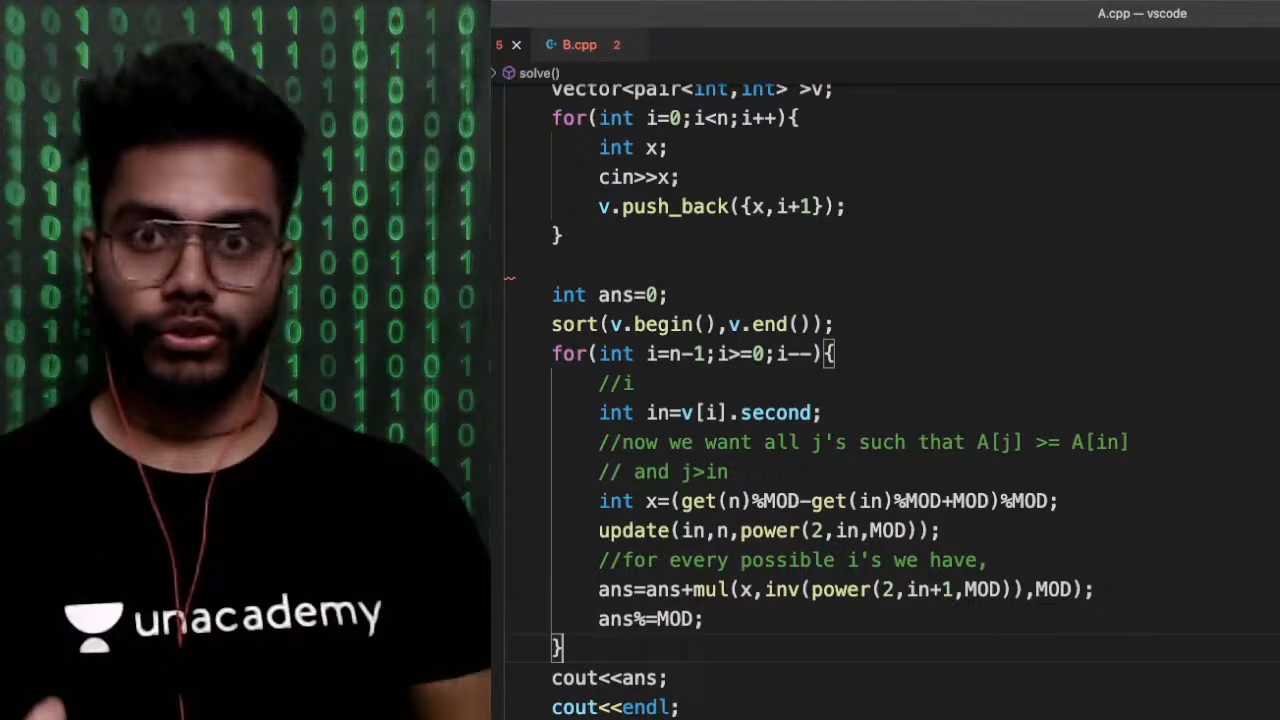 A.cpp — vscode
5 × B.cpp 2
solve()
vector<pair<int,int> >v;
for(int i=0;i<n;i++){
int x;
cin>>x;
v.push_back({x,i+1});
}
int ans=0;
sort(v.begin(),v.end());
for(int i=n-1;i>=0;i--){
//i
int in=v[i].second;
//now we want all j's such that A[j] >= A[in]
// and j>in
int x=(get(n)%MOD-get(in)%MOD+MOD)%MOD;
update(in,n,power(2,in,MOD));
//for every possible i's we have,
ans=ans+mul(x,inv(power(2,in+1,MOD)),MOD);
ans%=MOD;
}
cout<<ans;
cout<<endl;
unacademy